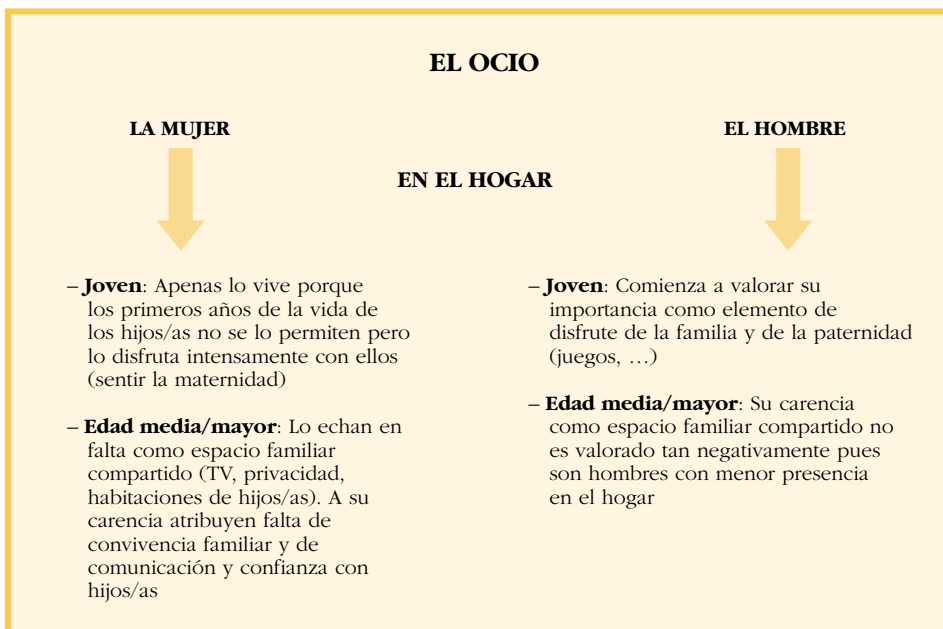 EL OCIO
LA MUJER
EL HOMBRE
EN EL HOGAR
– Joven: Apenas lo vive porque
los primeros años de la vida de
los hijos/as no se lo permiten pero
lo disfruta intensamente con ellos
(sentir la maternidad)
– Edad media/mayor: Lo echan en
falta como espacio familiar
compartido (TV, privacidad,
habitaciones de hijos/as). A su
carencia atribuyen falta de
convivencia familiar y de
comunicación y confianza con
hijos/as
– Joven: Comienza a valorar su
importancia como elemento de
disfrute de la familia y de la paternidad
(juegos, …)
– Edad media/mayor: Su carencia
como espacio familiar compartido no
es valorado tan negativamente pues
son hombres con menor presencia
en el hogar